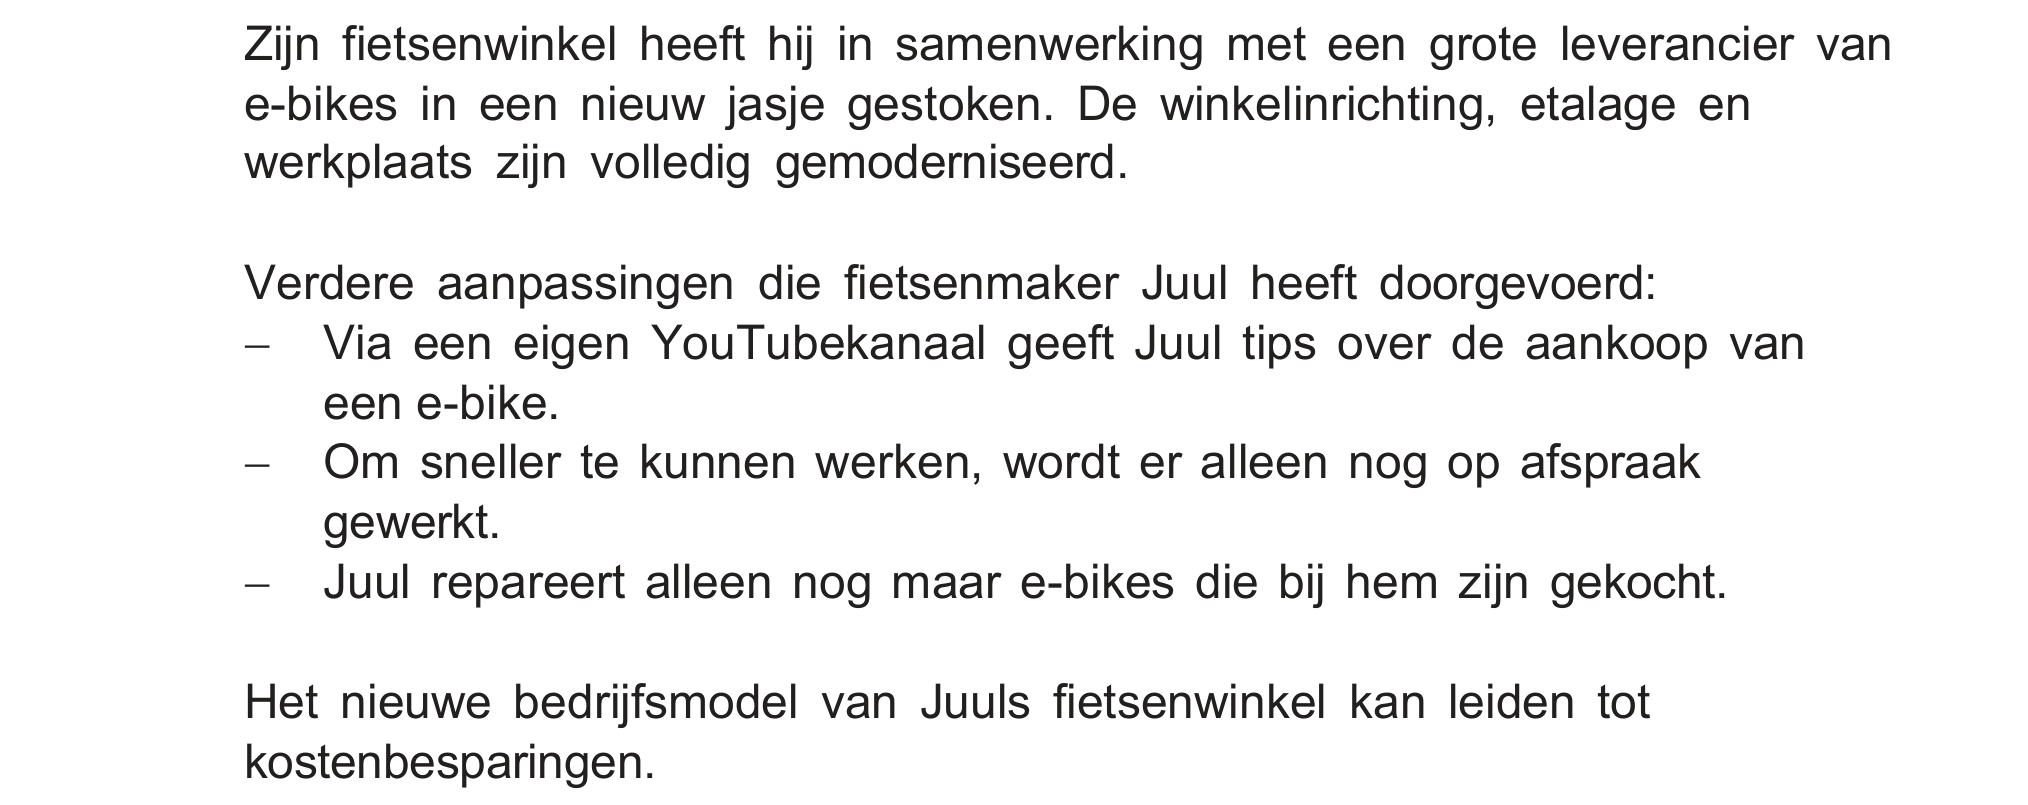 Zijn fietsenwinkel heeft hij in samenwerking met een grote leverancier van
e-bikes in een nieuw jasje gestoken. De winkelinrichting, etalage en
werkplaats zijn volledig gemoderniseerd.
Verdere aanpassingen die fietsenmaker Juul heeft doorgevoerd:
– Via een eigen YouTubekanaal geeft Juul tips over de aankoop van
een e-bike.
– Om sneller te kunnen werken, wordt er alleen nog op afspraak
gewerkt.
– Juul repareert alleen nog maar e-bikes die bij hem zijn gekocht.
Het nieuwe bedrijfsmodel van Juuls fietsenwinkel kan leiden tot
kostenbesparingen.